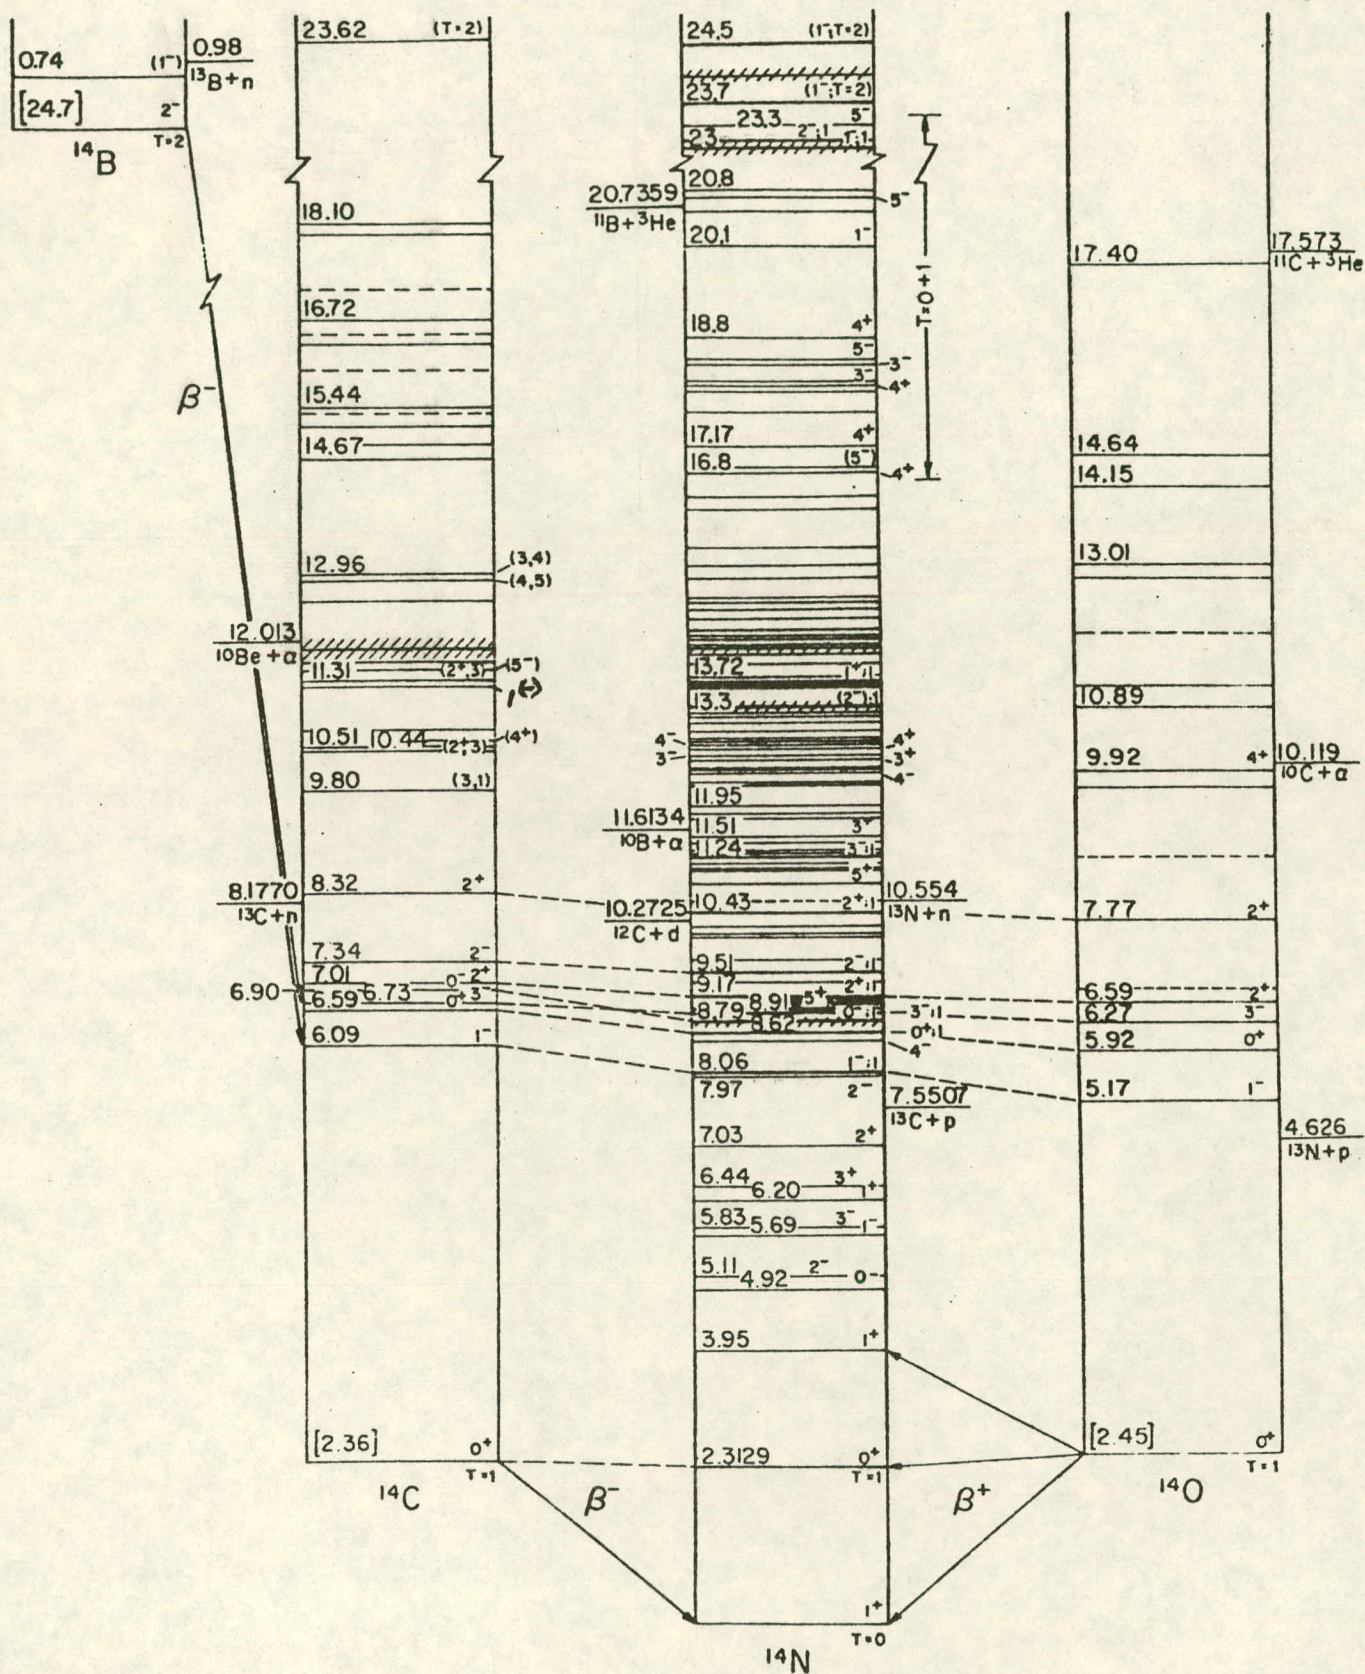 0.74 (1⁻)
0.98
¹³B+n
[24.7] 2⁻
T=2
¹⁴B
β⁻
23.62 (T=2)
18.10
16.72
15.44
14.67
12.96 (3,4)
(4,5)
12.013
¹⁰Be+α
11.31 (2⁺,3) (5⁻)
10.51 10.44 (2⁺,3) (4⁺)
9.80 (3,1)
8.32 2⁺
8.1770
¹³C+n
7.34 2⁻
7.01 0⁻ 2⁺
6.90 6.73
6.59 0⁺ 3⁻
6.09 1⁻
[2.36] 0⁺
T=1
¹⁴C
β⁻
24.5 (1⁻;T=2)
23.7 (1⁻;T=2)
23.3 5⁻
23 2⁻;1 T=1
20.8
5⁻
20.7359
¹¹B+³He
20.1 1⁻
T=0+1
18.8 4⁺
5⁻
3⁻
3⁻
4⁺
17.17 4⁺
16.8 (5⁻)
4⁺
13.72 1⁺;1
13.3 (2⁻);1
4⁻ 4⁺
3⁻ 3⁺
4⁻
11.95
11.6134
¹⁰B+α
11.51 3⁺
11.24 3⁻;1
5⁺
10.554
¹³N+n
10.43 2⁺;1
10.2725
¹²C+d
9.51 2⁻;1
9.17 2⁺;1
8.91 5⁺
8.79 0⁻;1 3⁻;1
8.62 0⁺;1
4⁻
8.06 1⁻;1
7.97 2⁻
7.5507
¹³C+p
7.03 2⁺
6.44 3⁺
6.20 1⁺
5.83 3⁻
5.69 1⁻
5.11 2⁻
4.92 0⁻
3.95 1⁺
2.3129 0⁺
T=1
1⁺
T=0
¹⁴N
β⁺
17.573
¹¹C+³He
17.40
14.64
14.15
13.01
10.89
10.119
¹⁰C+α
9.92 4⁺
7.77 2⁺
6.59 2⁺
6.27 3⁻
5.92 0⁺
5.17 1⁻
4.626
¹³N+p
[2.45] 0⁺
T=1
¹⁴O